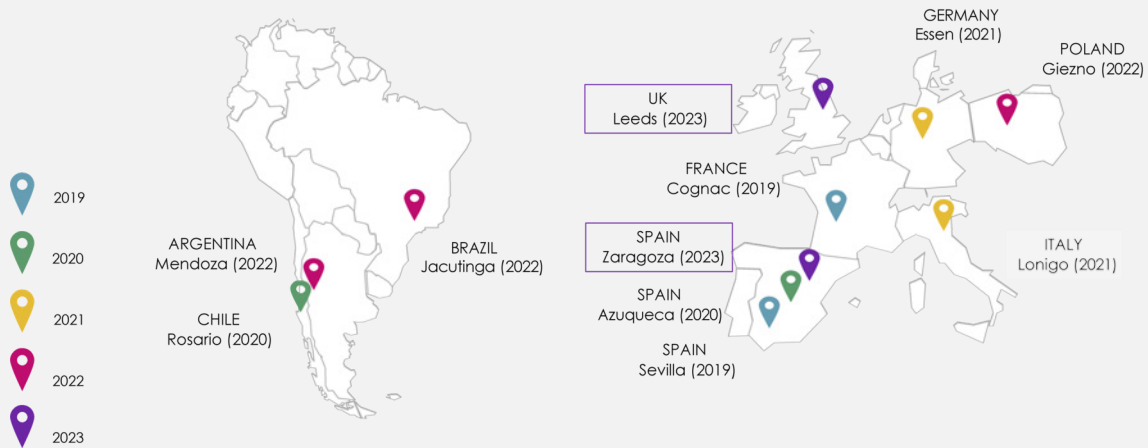 2019
2020
2021
2022
2023
ARGENTINA
Mendoza (2022)
CHILE
Rosario (2020)
BRAZIL
Jacutinga (2022)
UK
Leeds (2023)
FRANCE
Cognac (2019)
SPAIN
Zaragoza (2023)
SPAIN
Azuqueca (2020)
SPAIN
Sevilla (2019)
GERMANY
Essen (2021)
POLAND
Giezno (2022)
ITALY
Lonigo (2021)